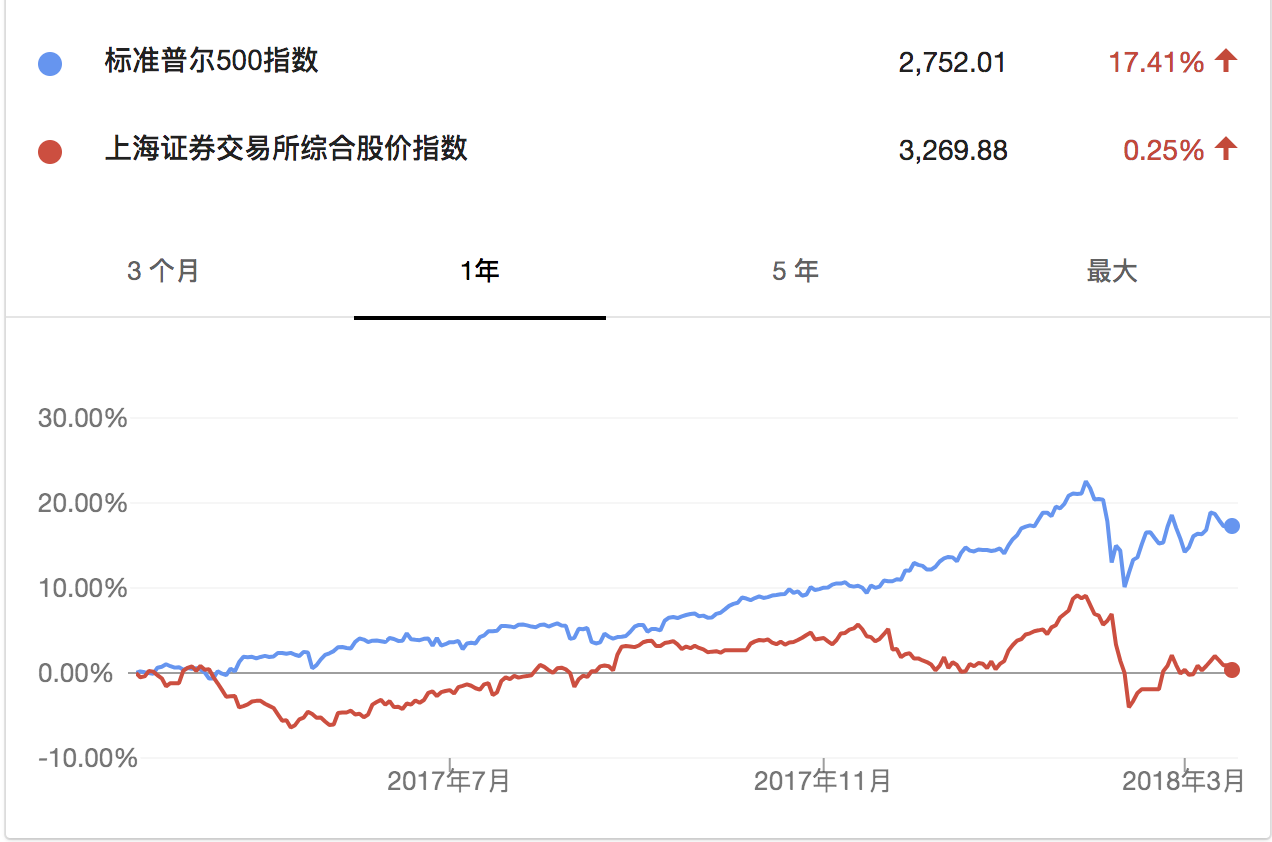 标准普尔500指数 2,752.01 17.41%
上海证券交易所综合股价指数 3,269.88 0.25%
3 个月 1年 5 年 最大
30.00%
20.00%
10.00%
0.00%
-10.00%
2017年7月 2017年11月 2018年3月